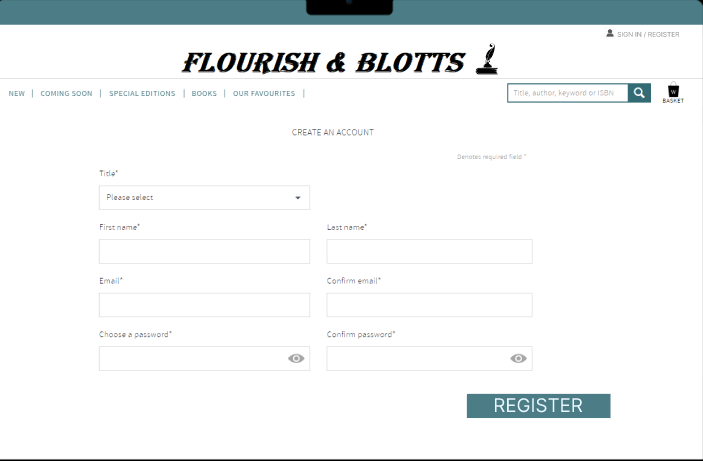 SIGN IN / REGISTER
FLOURISH & BLOTTS
NEW | COMING SOON | SPECIAL EDITIONS | BOOKS | OUR FAVOURITES |
Title, author, keyword or ISBN
W
BASKET
CREATE AN ACCOUNT
Denotes required field *
Title*
Please select
First name* Last name*
Email* Confirm email*
Choose a password* Confirm password*
REGISTER